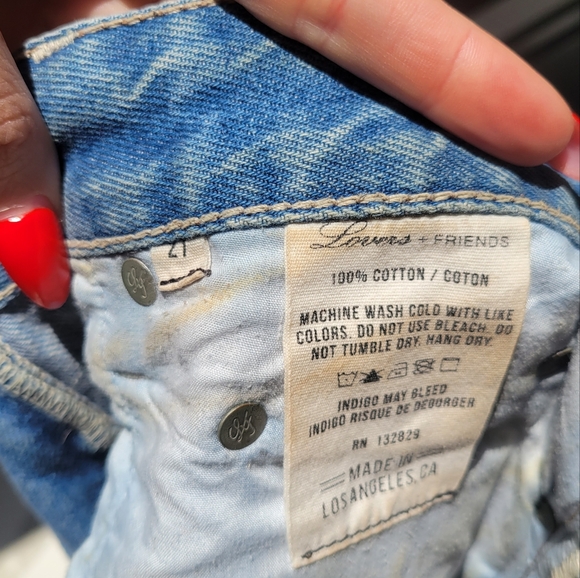 27
Lovers + FRIENDS
100% COTTON / COTON
MACHINE WASH COLD WITH LIKE
COLORS. DO NOT USE BLEACH. DO
NOT TUMBLE DRY. HANG DRY
INDIGO MAY BLEED
INDIGO RISQUE DE DEGORGER
RN 132829
MADE IN
LOS ANGELES, CA